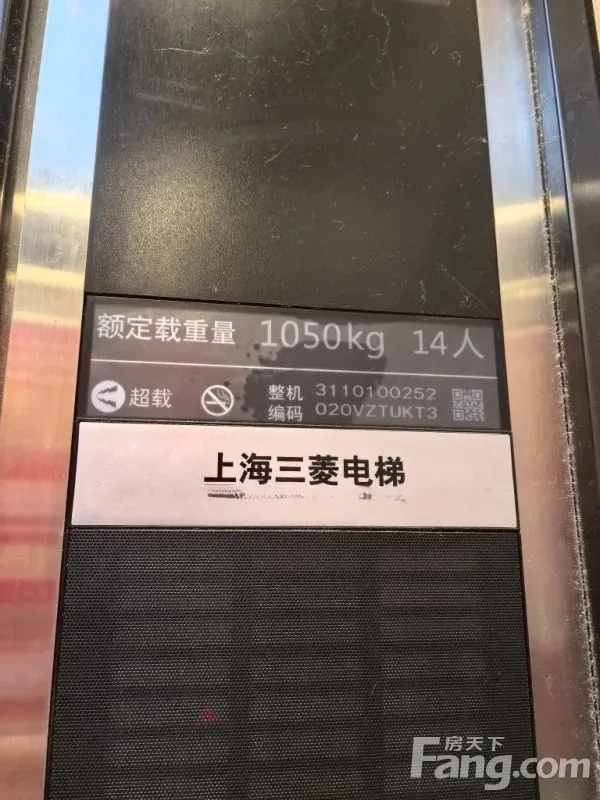 额定载重量 1050kg 14人
超载 整机 3110100252
编码 020VZTUKT3
上海三菱电梯
房天下
Fang.com